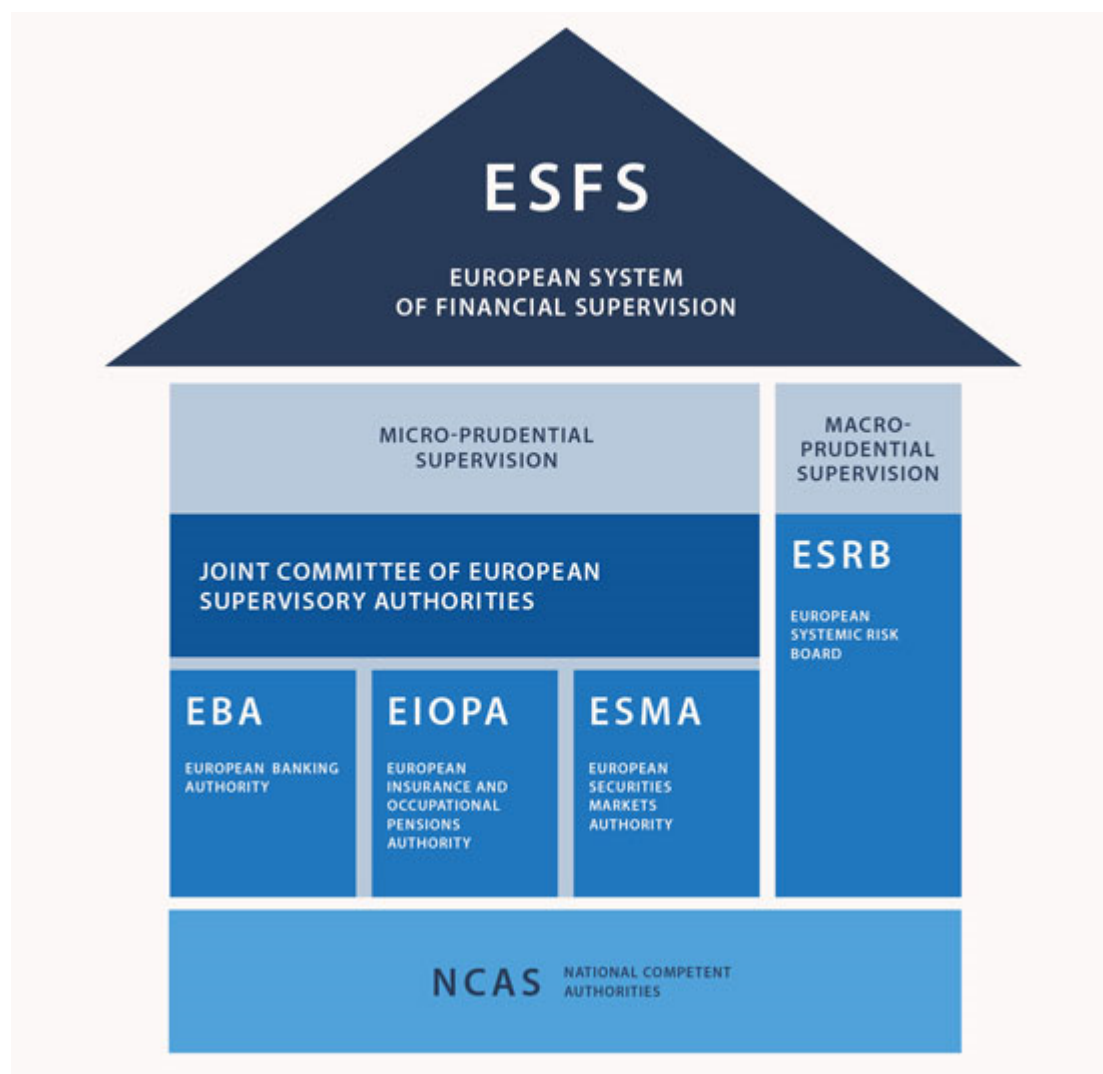 ESFS
EUROPEAN SYSTEM
OF FINANCIAL SUPERVISION
MICRO-PRUDENTIAL
SUPERVISION
MACRO-
PRUDENTIAL
SUPERVISION
JOINT COMMITTEE OF EUROPEAN
SUPERVISORY AUTHORITIES
ESRB
EUROPEAN
SYSTEMIC RISK
BOARD
EBA
EUROPEAN BANKING
AUTHORITY
EIOPA
EUROPEAN
INSURANCE AND
OCCUPATIONAL
PENSIONS
AUTHORITY
ESMA
EUROPEAN
SECURITIES
MARKETS
AUTHORITY
NCAS
NATIONAL COMPETENT
AUTHORITIES